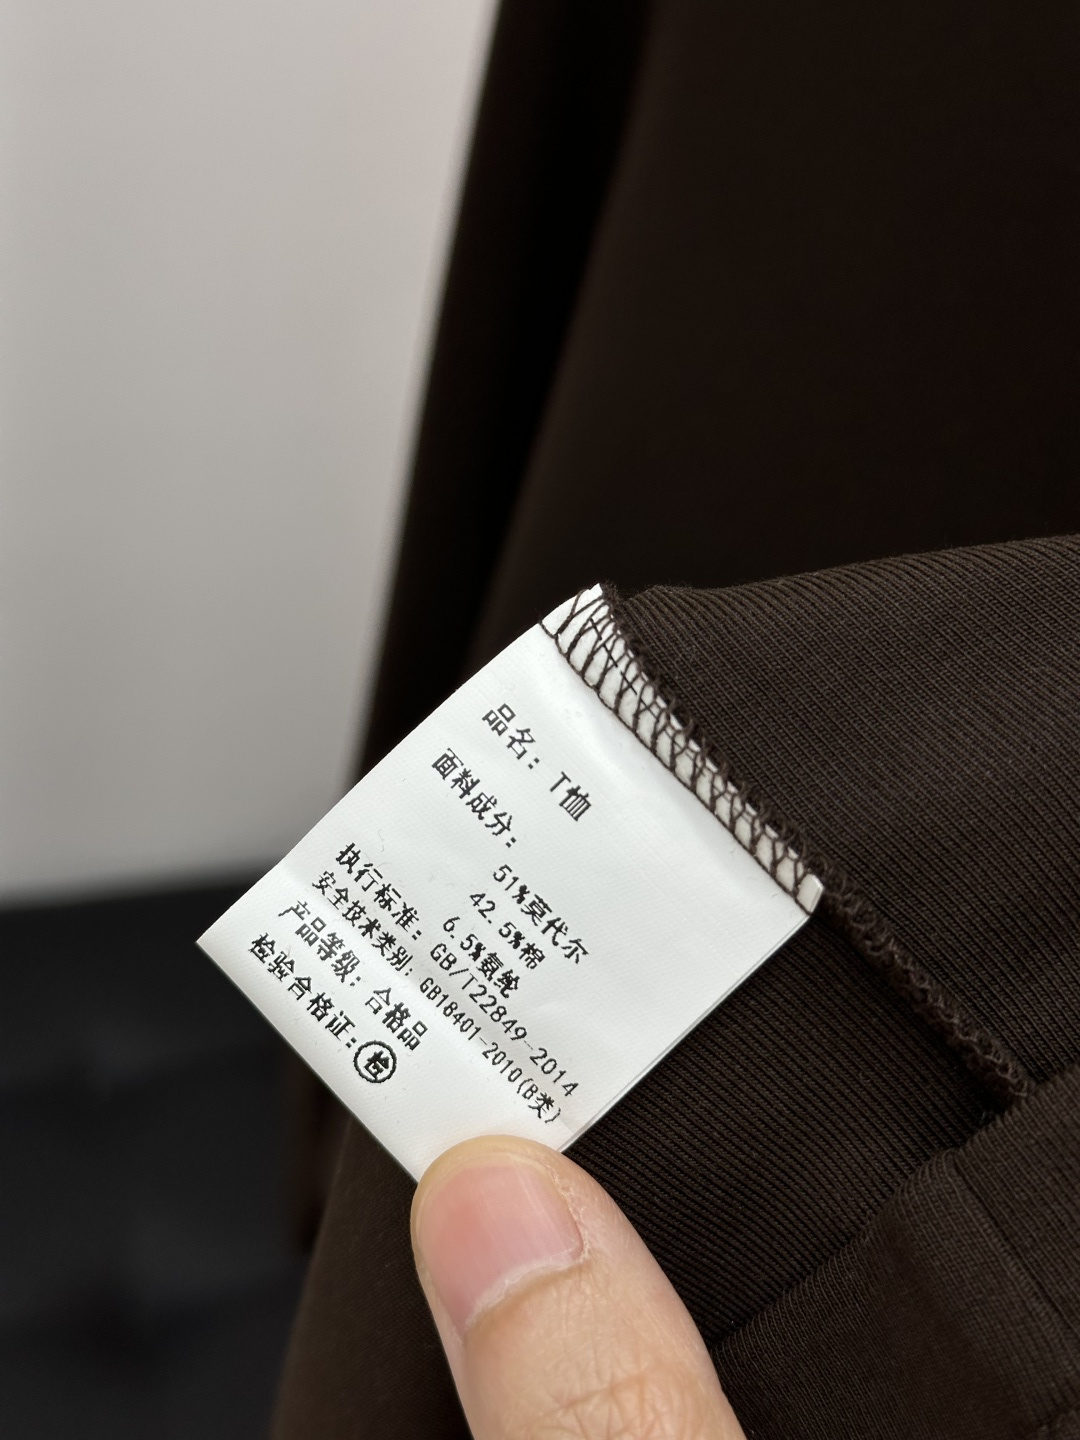 品名：T恤
面料成分：
51%莫代尔
42.5%棉
6.5%氨纶
执行标准：GB/T22849-2014
安全技术类别：GB18401-2010(B类)
产品等级：合格品
检验合格证：检